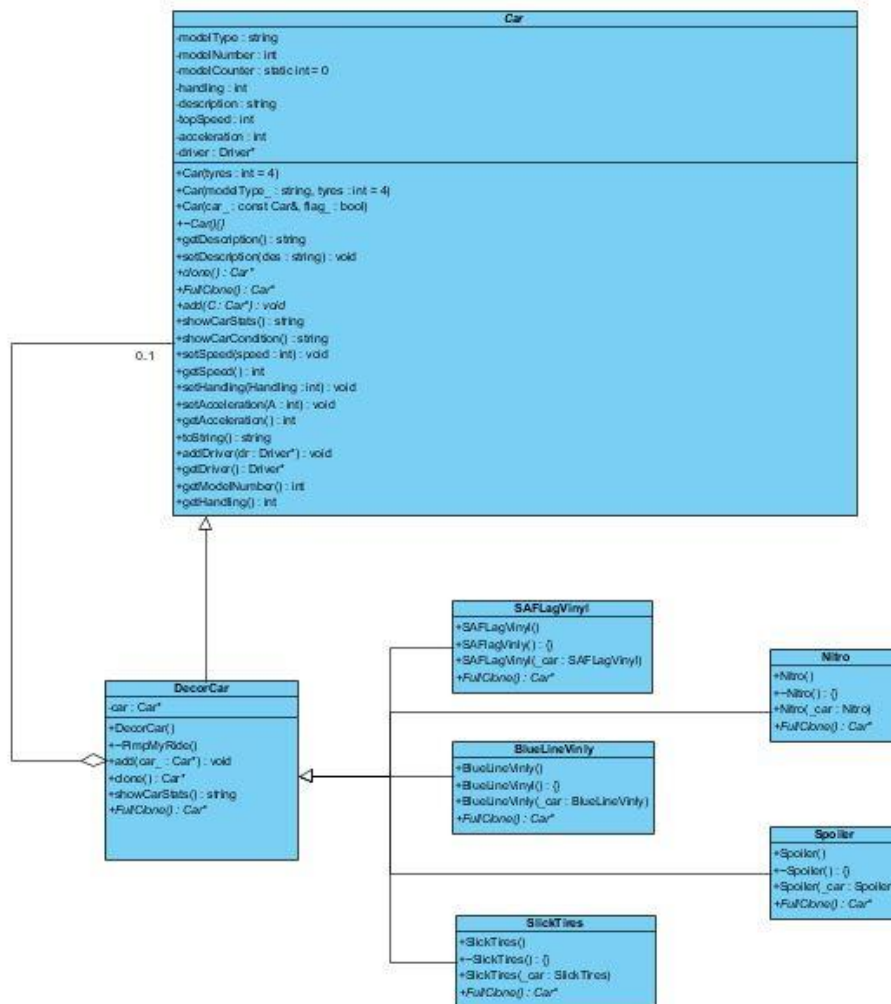 Car
-modelType : string
-modelNumber : int
-modelCounter : static int = 0
-handling : int
-description : string
-topSpeed : int
-acceleration : int
-driver : Driver*
+Car(tyres : int = 4)
+Car(modelType_ : string, tyres : int = 4)
+Car(car_ : const Car&, flag_ : bool)
+~Car()()
+getDescription() : string
+setDescription(des : string) : void
+clone() : Car*
+FullClone() : Car*
+add(C : Car*) : void
+showCarStats() : string
+showCarCondition() : string
+setSpeed(speed : int) : void
+getSpeed() : int
+setHandling(Handling : int) : void
+setAcceleration(A : int) : void
+getAcceleration() : int
+toString() : string
+addDriver(dr : Driver*) : void
+getDriver() : Driver*
+getModelNumber() : int
+getHandling() : int
0..1
DecorCar
-car : Car*
+DecorCar()
+~PimpMyRide()
+add(car_ : Car*) : void
+clone() : Car*
+showCarStats() : string
+FullClone() : Car*
SAFLagVinyl
+SAFLagVinyl()
+SAFlagVinly() : {}
+SAFLagVinyl(_car : SAFLagVinyl)
+FullClone() : Car*
Nitro
+Nitro()
+~Nitro() : {}
+Nitro(_car : Nitro)
+FullClone() : Car*
BlueLineVinly
+BlueLineVinly()
+BlueLineVinyl() : {}
+BlueLineVinly(_car : BlueLineVinly)
+FullClone() : Car*
Spoiler
+Spoiler()
+~Spoiler() : {}
+Spoiler(_car : Spoiler
+FullClone() : Car*
SlickTires
+SlickTires()
+~SlickTires() : {}
+SlickTires(_car : SlickTires)
+FullClone() : Car*